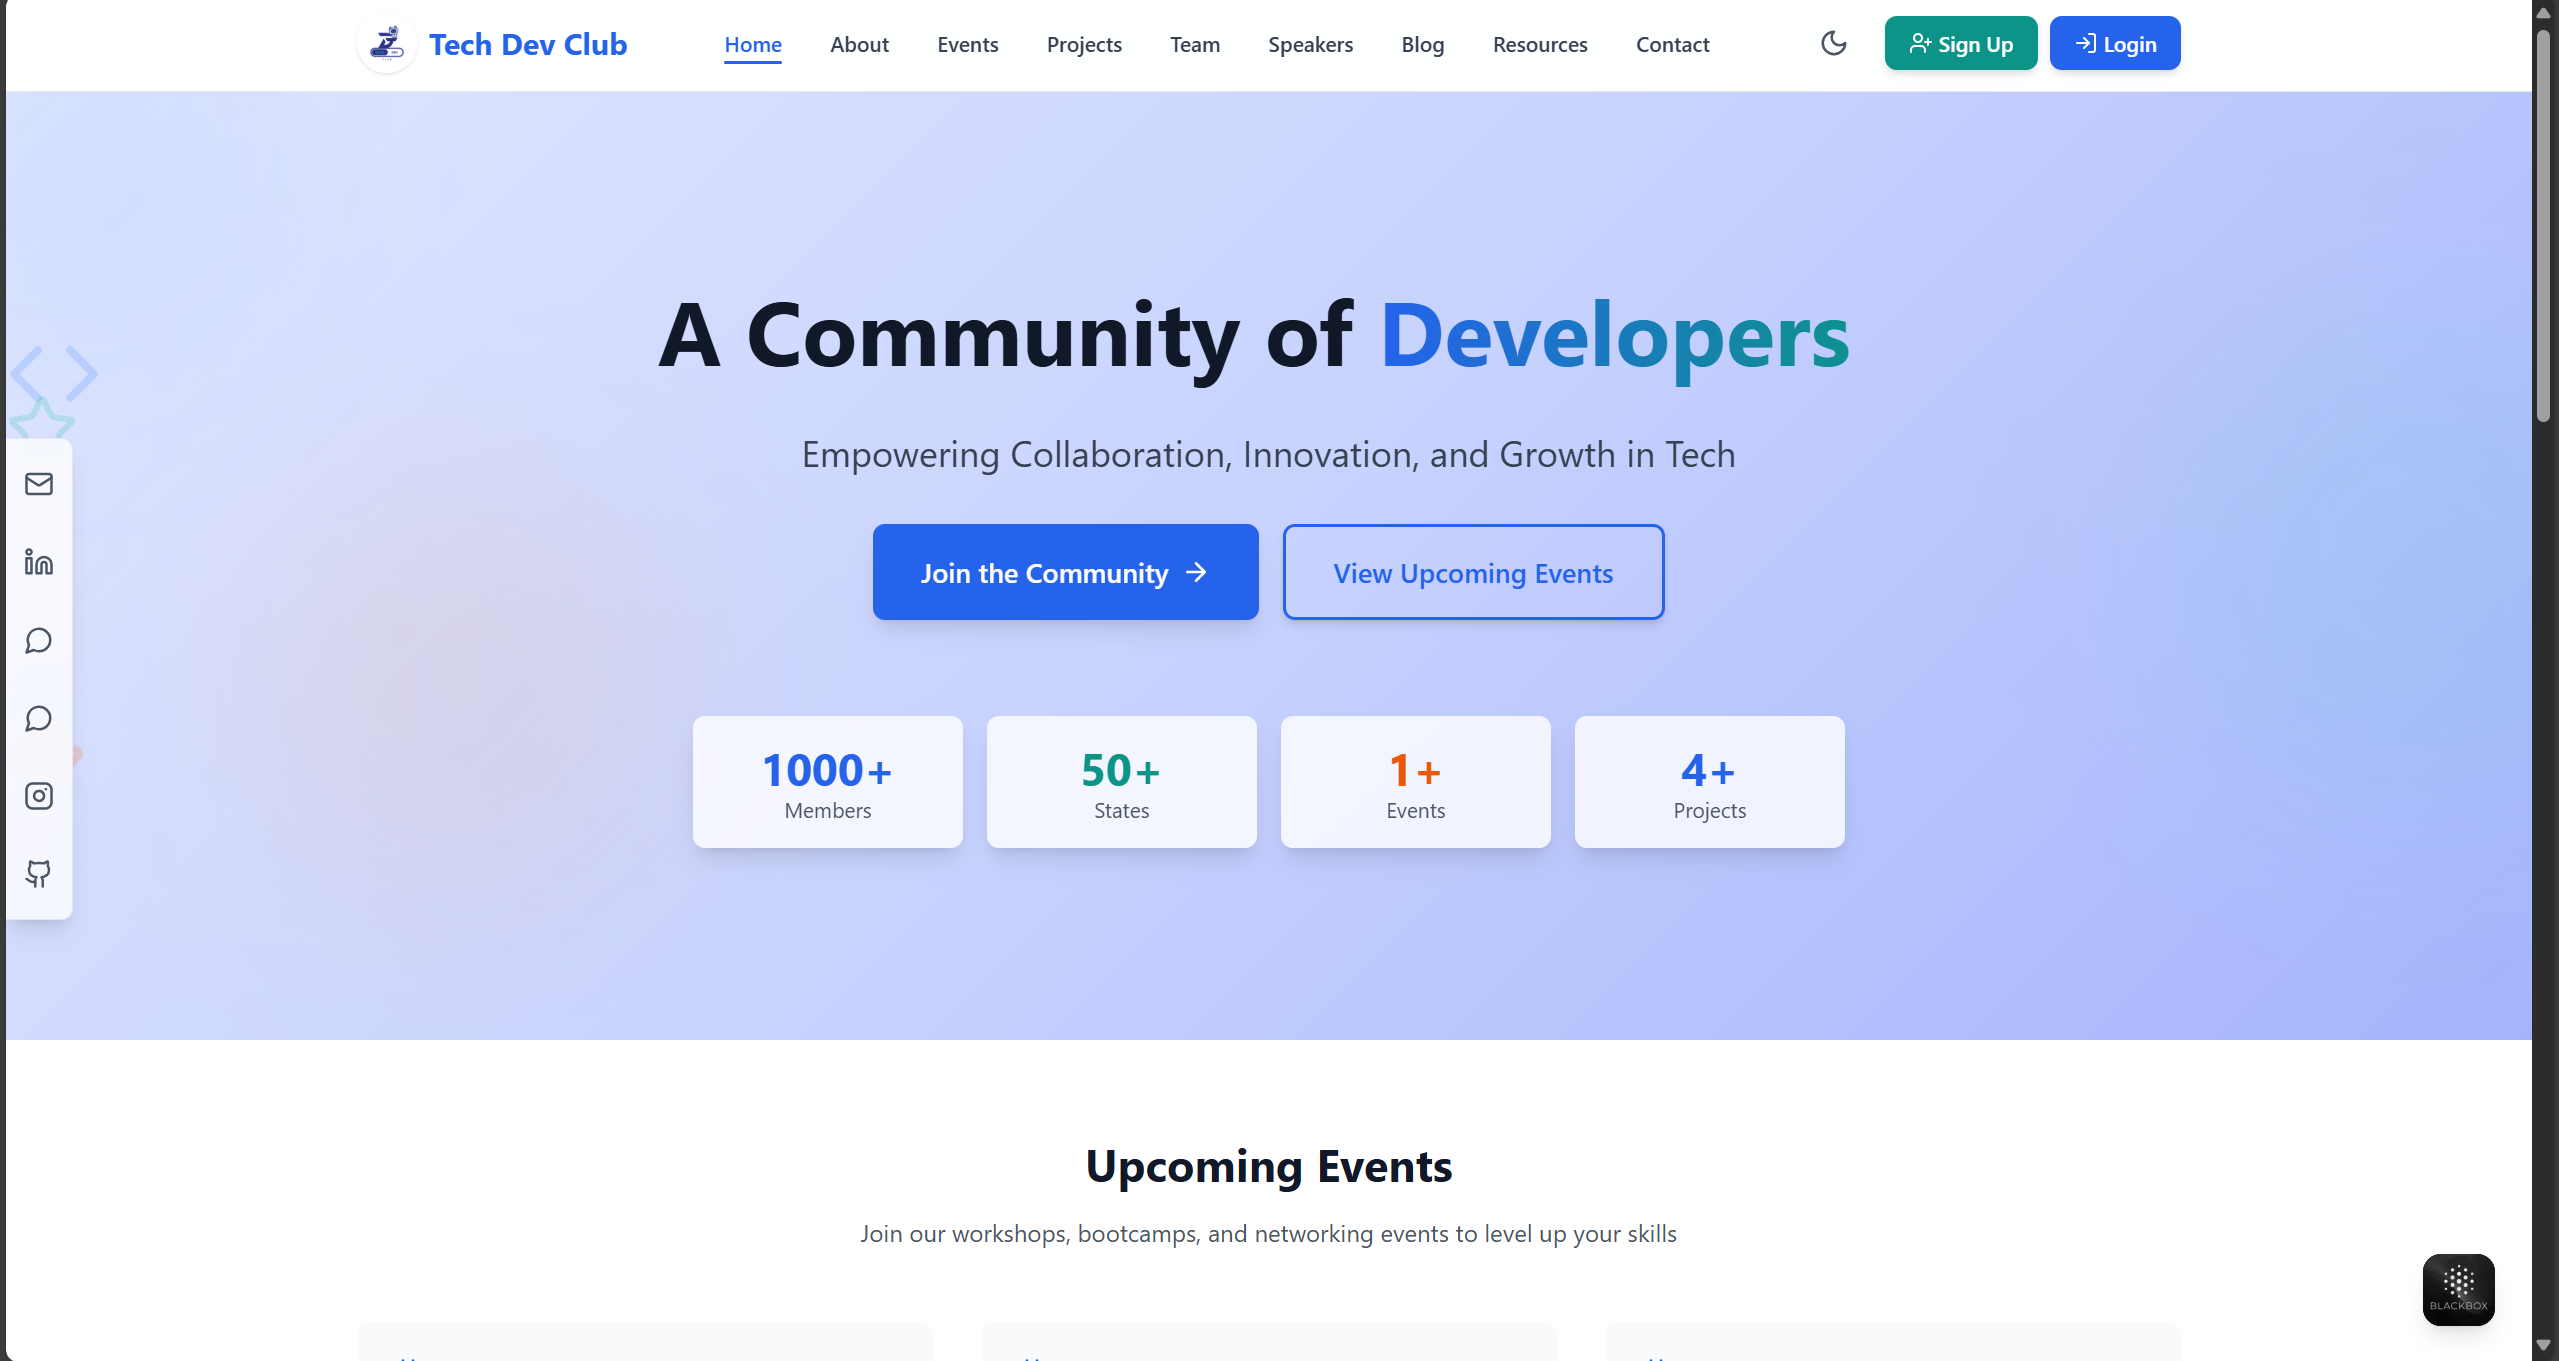 Tech Dev Club
Home About Events Projects Team Speakers Blog Resources Contact
Sign Up Login
A Community of Developers
Empowering Collaboration, Innovation, and Growth in Tech
Join the Community → View Upcoming Events
1000+ 50+ 1+ 4+
Members States Events Projects
Upcoming Events
Join our workshops, bootcamps, and networking events to level up your skills
BLACKBOX